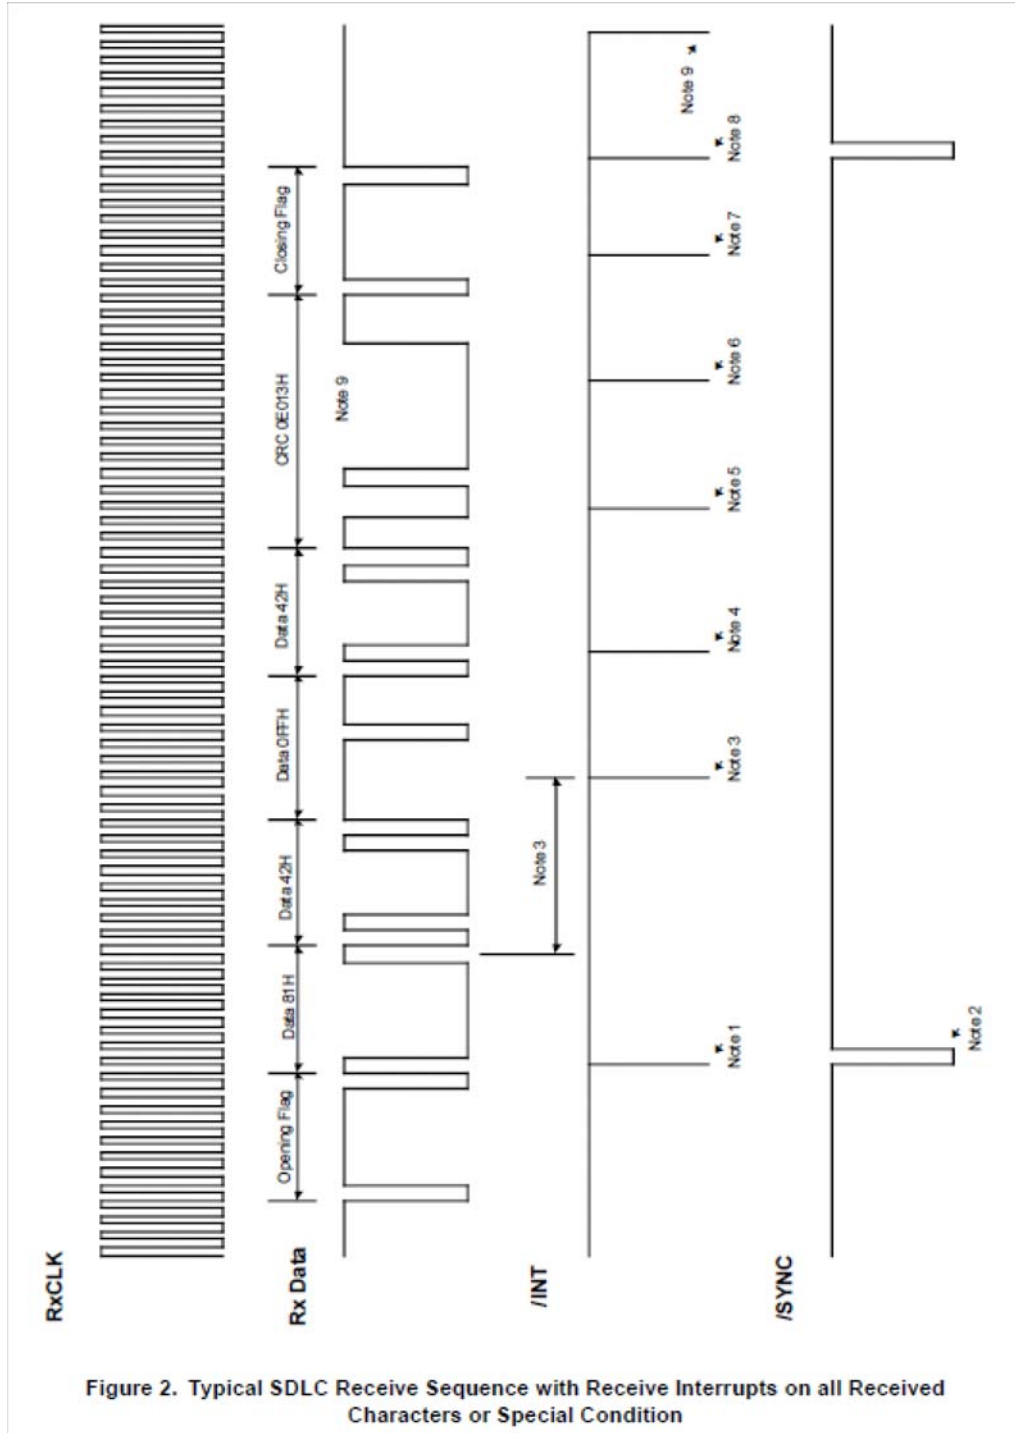 RxCLK
Rx Data
Opening Flag
Data 81H
Data 42H
Data 0FFH
Data 42H
CRC 0E013H
Closing Flag
Note 9
/INT
Note 3
Note 1
Note 3
Note 4
Note 5
Note 6
Note 7
Note 8
Note 9
/SYNC
Note 2
Figure 2. Typical SDLC Receive Sequence with Receive Interrupts on all Received
Characters or Special Condition